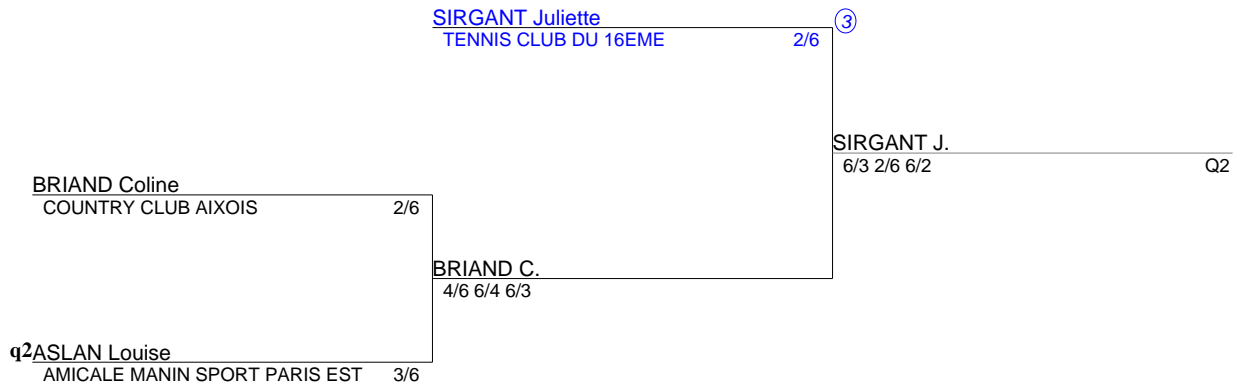 SIRGANT Juliette 3
TENNIS CLUB DU 16EME 2/6
SIRGANT J.
6/3 2/6 6/2 Q2
BRIAND Coline
COUNTRY CLUB AIXOIS 2/6
BRIAND C.
4/6 6/4 6/3
q2ASLAN Louise
AMICALE MANIN SPORT PARIS EST 3/6